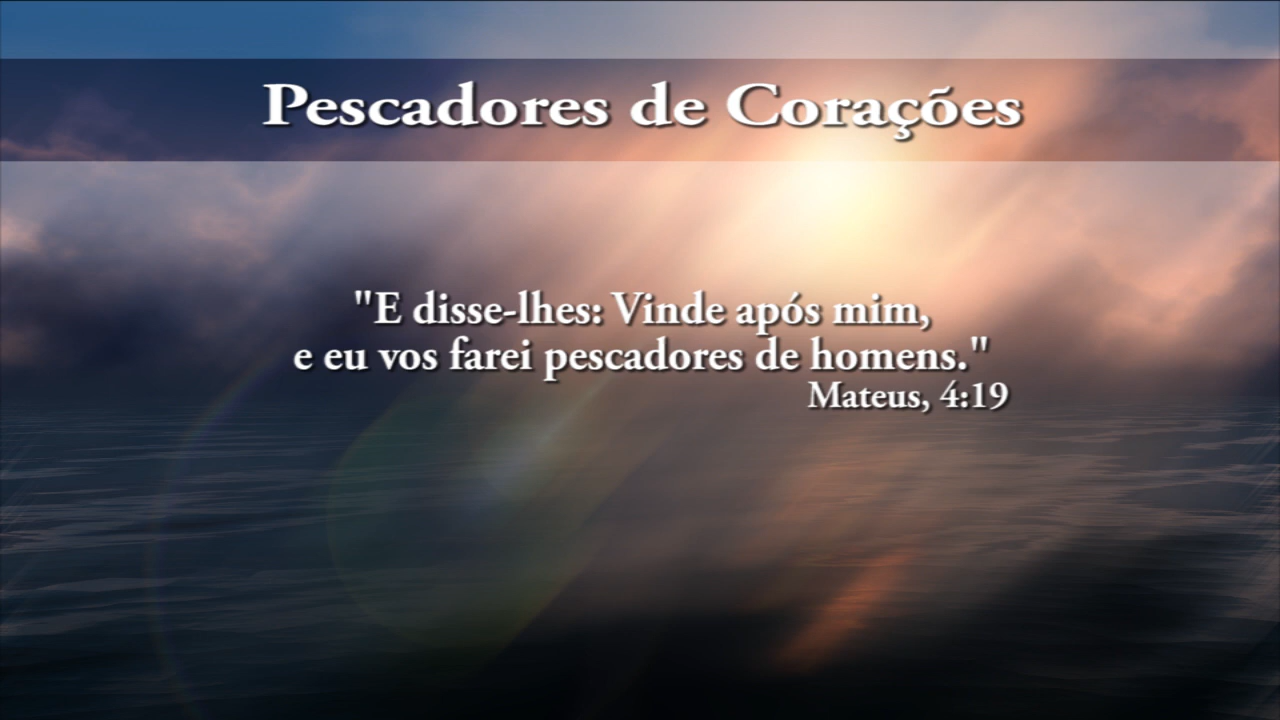 Pescadores de Corações
"E disse-lhes: Vinde após mim,
e eu vos farei pescadores de homens."
Mateus, 4:19